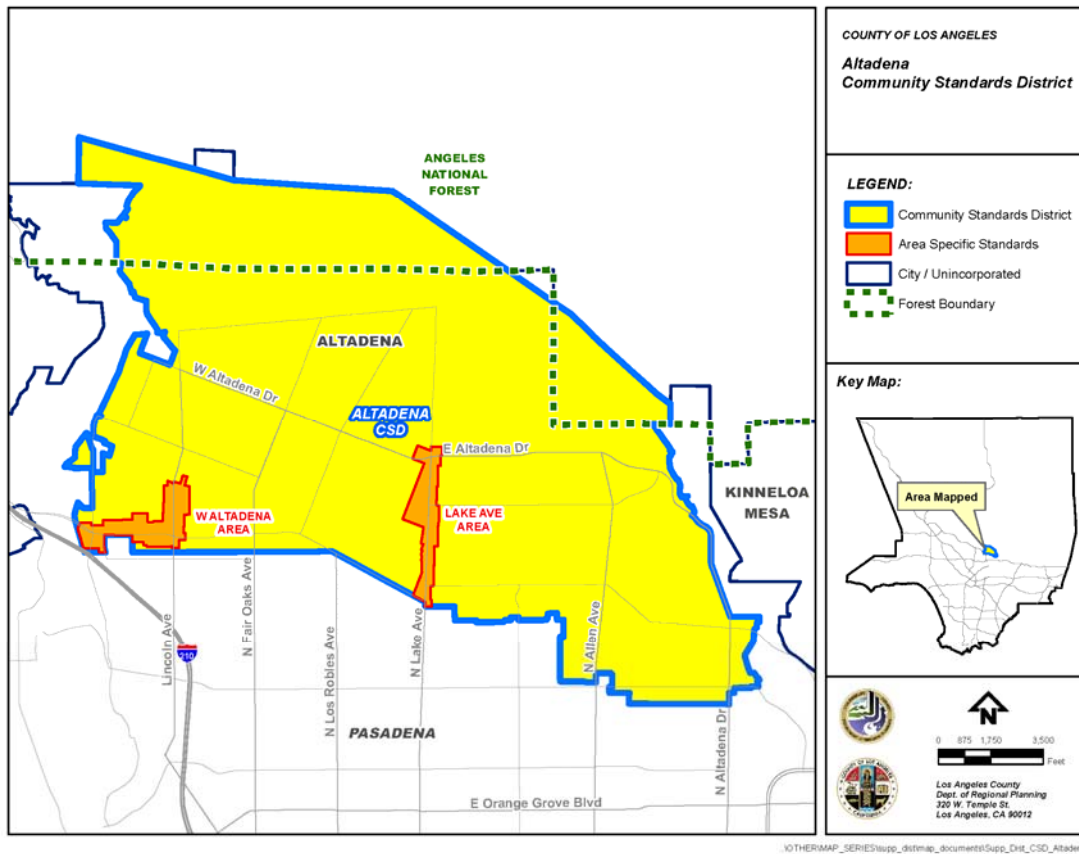 ANGELES
NATIONAL
FOREST
ALTADENA
W Altadena Dr
ALTADENA
CSD
E Altadena Dr
W ALTADENA
AREA
LAKE AVE
AREA
KINNELOA
MESA
Lincoln Ave
N Fair Oaks Ave
N Los Robles Ave
N Lake Ave
N Allen Ave
N Altadena Dr
210
PASADENA
E Orange Grove Blvd
COUNTY OF LOS ANGELES
Altadena
Community Standards District
LEGEND:
Community Standards District
Area Specific Standards
City / Unincorporated
Forest Boundary
Key Map:
Area Mapped
N
0 875 1,750 3,500
Feet
Los Angeles County
Dept. of Regional Planning
320 W. Temple St.
Los Angeles, CA 90012